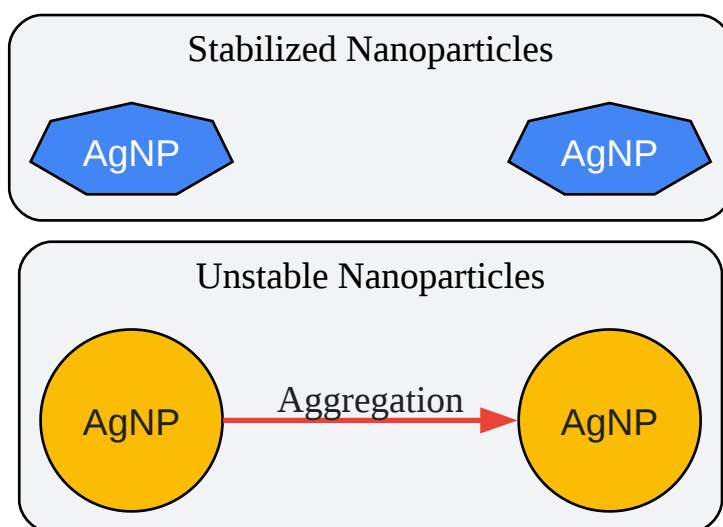 Stabilized Nanoparticles
AgNP AgNP
Unstable Nanoparticles
Aggregation
AgNP AgNP